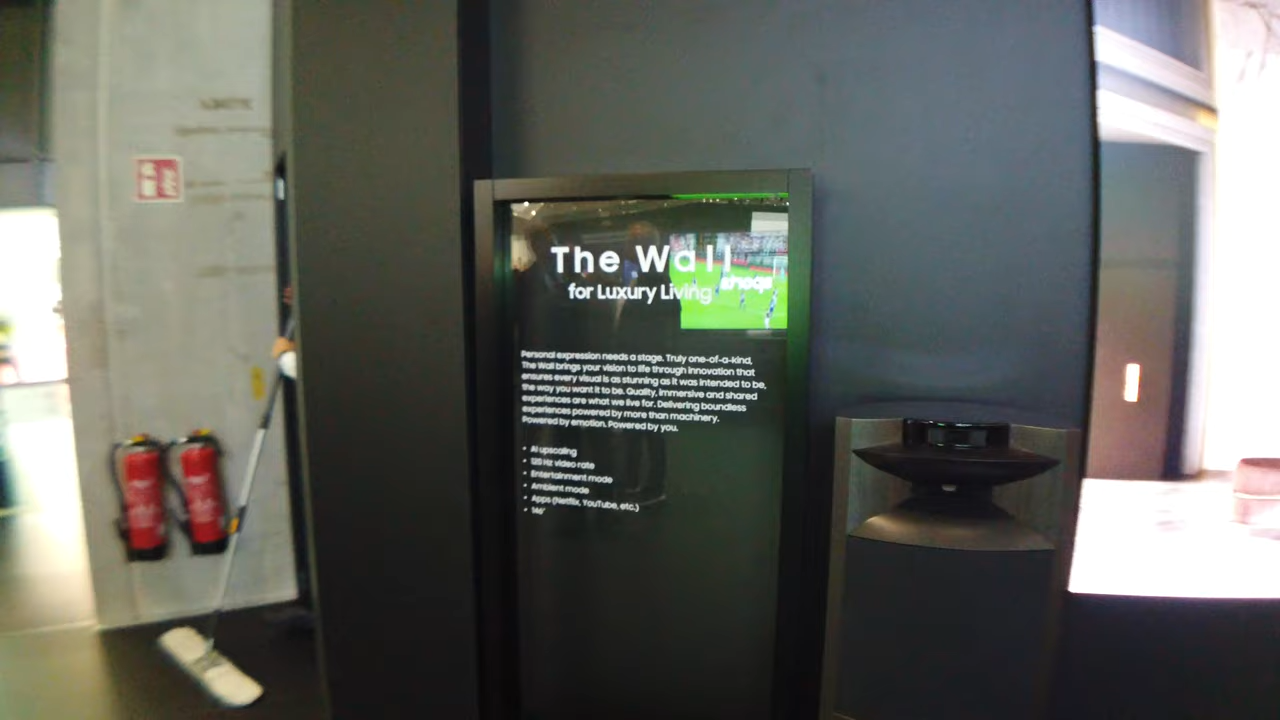 The Wall
for Luxury Living
Personal expression needs a stage. Truly one-of-a-kind,
The Wall brings your vision to life through innovation that
ensures every visual is as stunning as it was intended to be,
the way you want it to be. Quality, immersive and shared
experiences are what we live for. Delivering boundless
experiences powered by more than machinery.
Powered by emotion. Powered by you.
• AI upscaling
• 120 Hz video rate
• Entertainment mode
• Ambient mode
• Apps (Netflix, YouTube, etc.)
• 146"